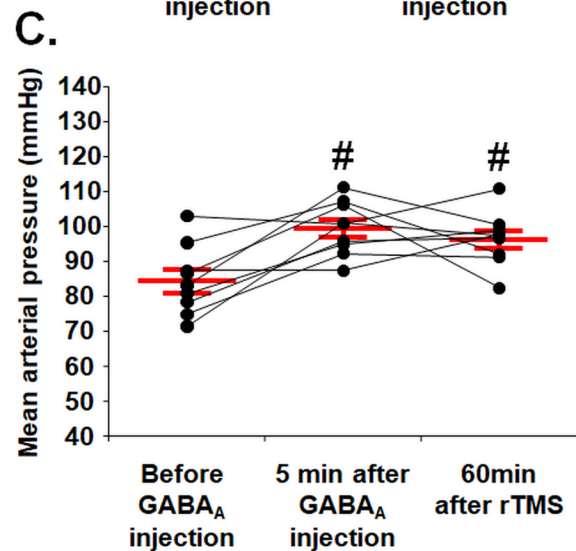 injection injection
C.
Mean arterial pressure (mmHg)
140
130
120
110
100
90
80
70
60
50
40
# #
Before 5 min after 60min
GABAA GABAA after rTMS
injection injection